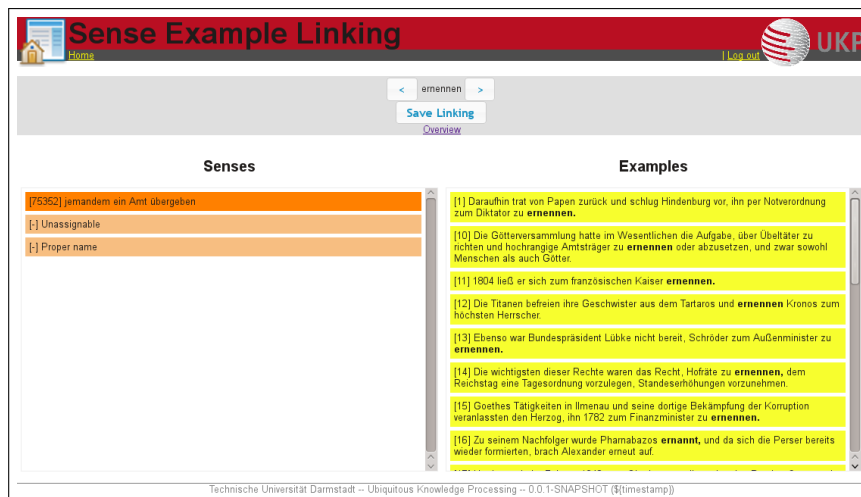 Sense Example Linking
Home
| Log out
UKP
< ernennen >
Save Linking
Overview
Senses
Examples
[75352] jemandem ein Amt übergeben
[-] Unassignable
[-] Proper name
[1] Daraufhin trat von Papen zurück und schlug Hindenburg vor, ihn per Notverordnung
zum Diktator zu ernennen.
[10] Die Götterversammlung hatte im Wesentlichen die Aufgabe, über Übeltäter zu
richten und hochrangige Amtsträger zu ernennen oder abzusetzen, und zwar sowohl
Menschen als auch Götter.
[11] 1804 ließ er sich zum französischen Kaiser ernennen.
[12] Die Titanen befreien ihre Geschwister aus dem Tartaros und ernennen Kronos zum
höchsten Herrscher.
[13] Ebenso war Bundespräsident Lübke nicht bereit, Schröder zum Außenminister zu
ernennen.
[14] Die wichtigsten dieser Rechte waren das Recht, Hofräte zu ernennen, dem
Reichstag eine Tagesordnung vorzulegen, Standeserhöhungen vorzunehmen.
[15] Goethes Tätigkeiten in Ilmenau und seine dortige Bekämpfung der Korruption
veranlassten den Herzog, ihn 1782 zum Finanzminister zu ernennen.
[16] Zu seinem Nachfolger wurde Pharnabazos ernannt, und da sich die Perser bereits
wieder formierten, brach Alexander erneut auf.
Technische Universität Darmstadt -- Ubiquitous Knowledge Processing -- 0.0.1-SNAPSHOT (${timestamp})